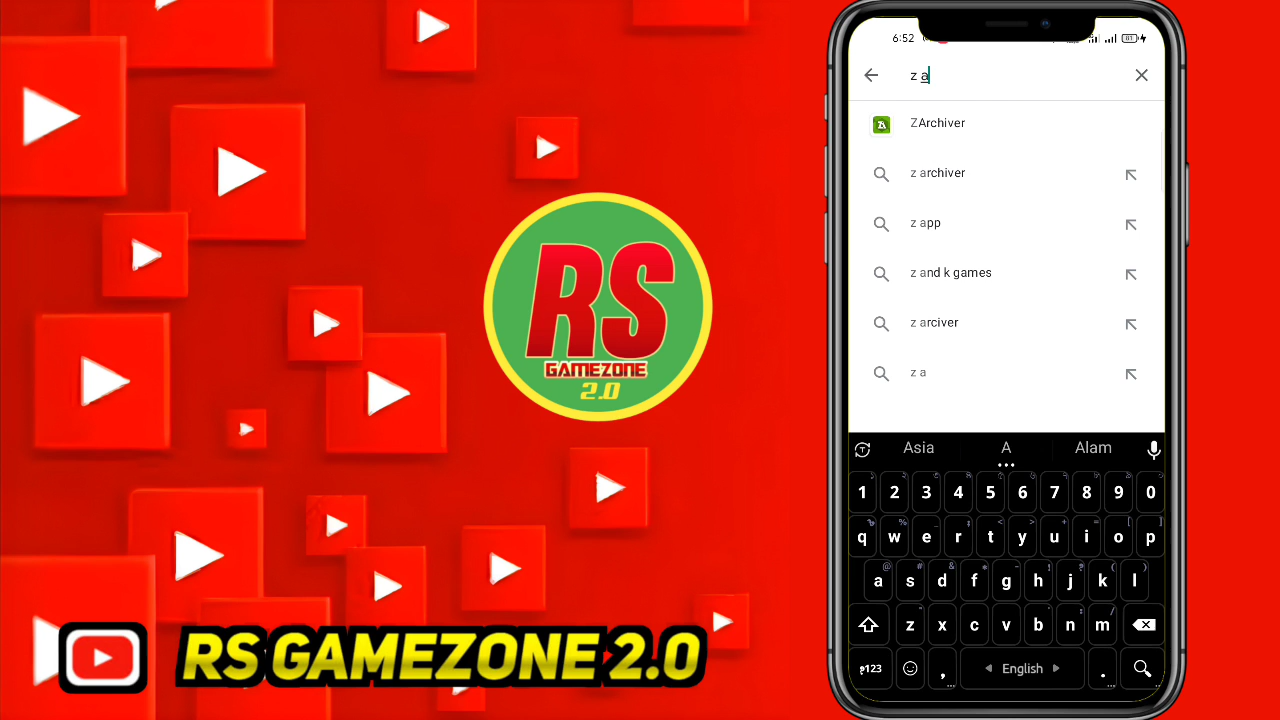 RS
GAMEZONE
2.0
RS GAMEZONE 2.0
6:52
81
z a
ZArchiver
z archiver
z app
z and k games
z arciver
z a
Asia A Alam
1 2 3 4 5 6 7 8 9 0
q w e r t y u i o p
a s d f g h j k l
z x c v b n m
?123 , English .